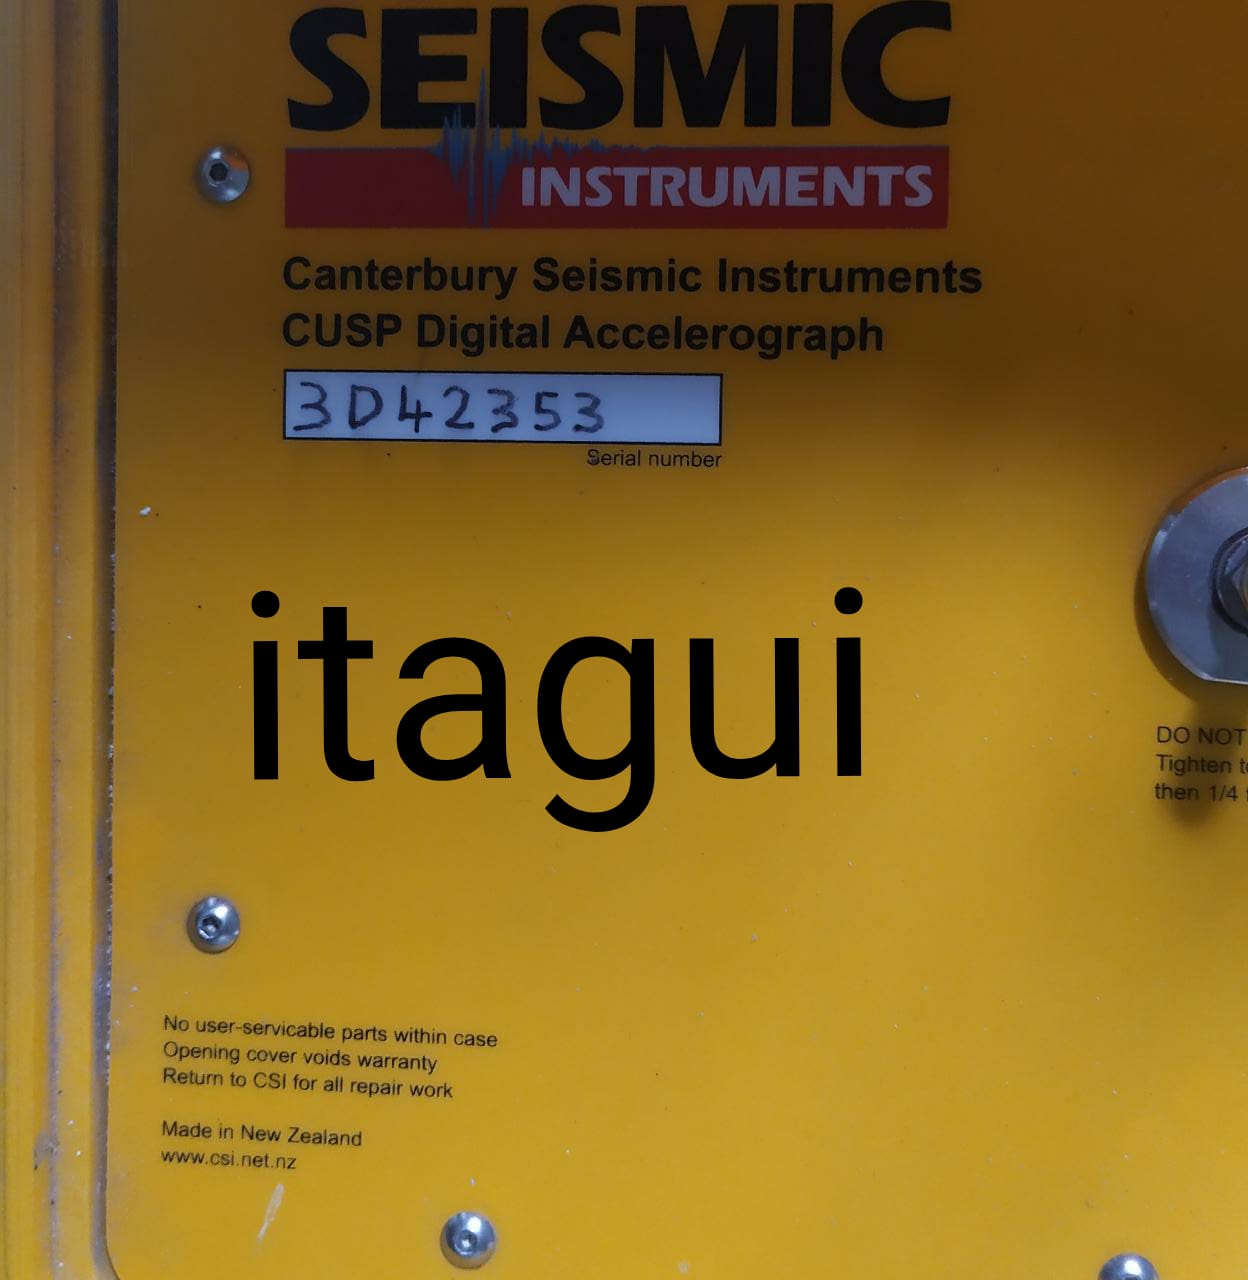 SEISMIC
INSTRUMENTS
Canterbury Seismic Instruments
CUSP Digital Accelerograph
3D42353
Serial number
itagui
DO NOT
Tighten
then 1/4
No user-servicable parts within case
Opening cover voids warranty
Return to CSI for all repair work
Made in New Zealand
www.csi.net.nz